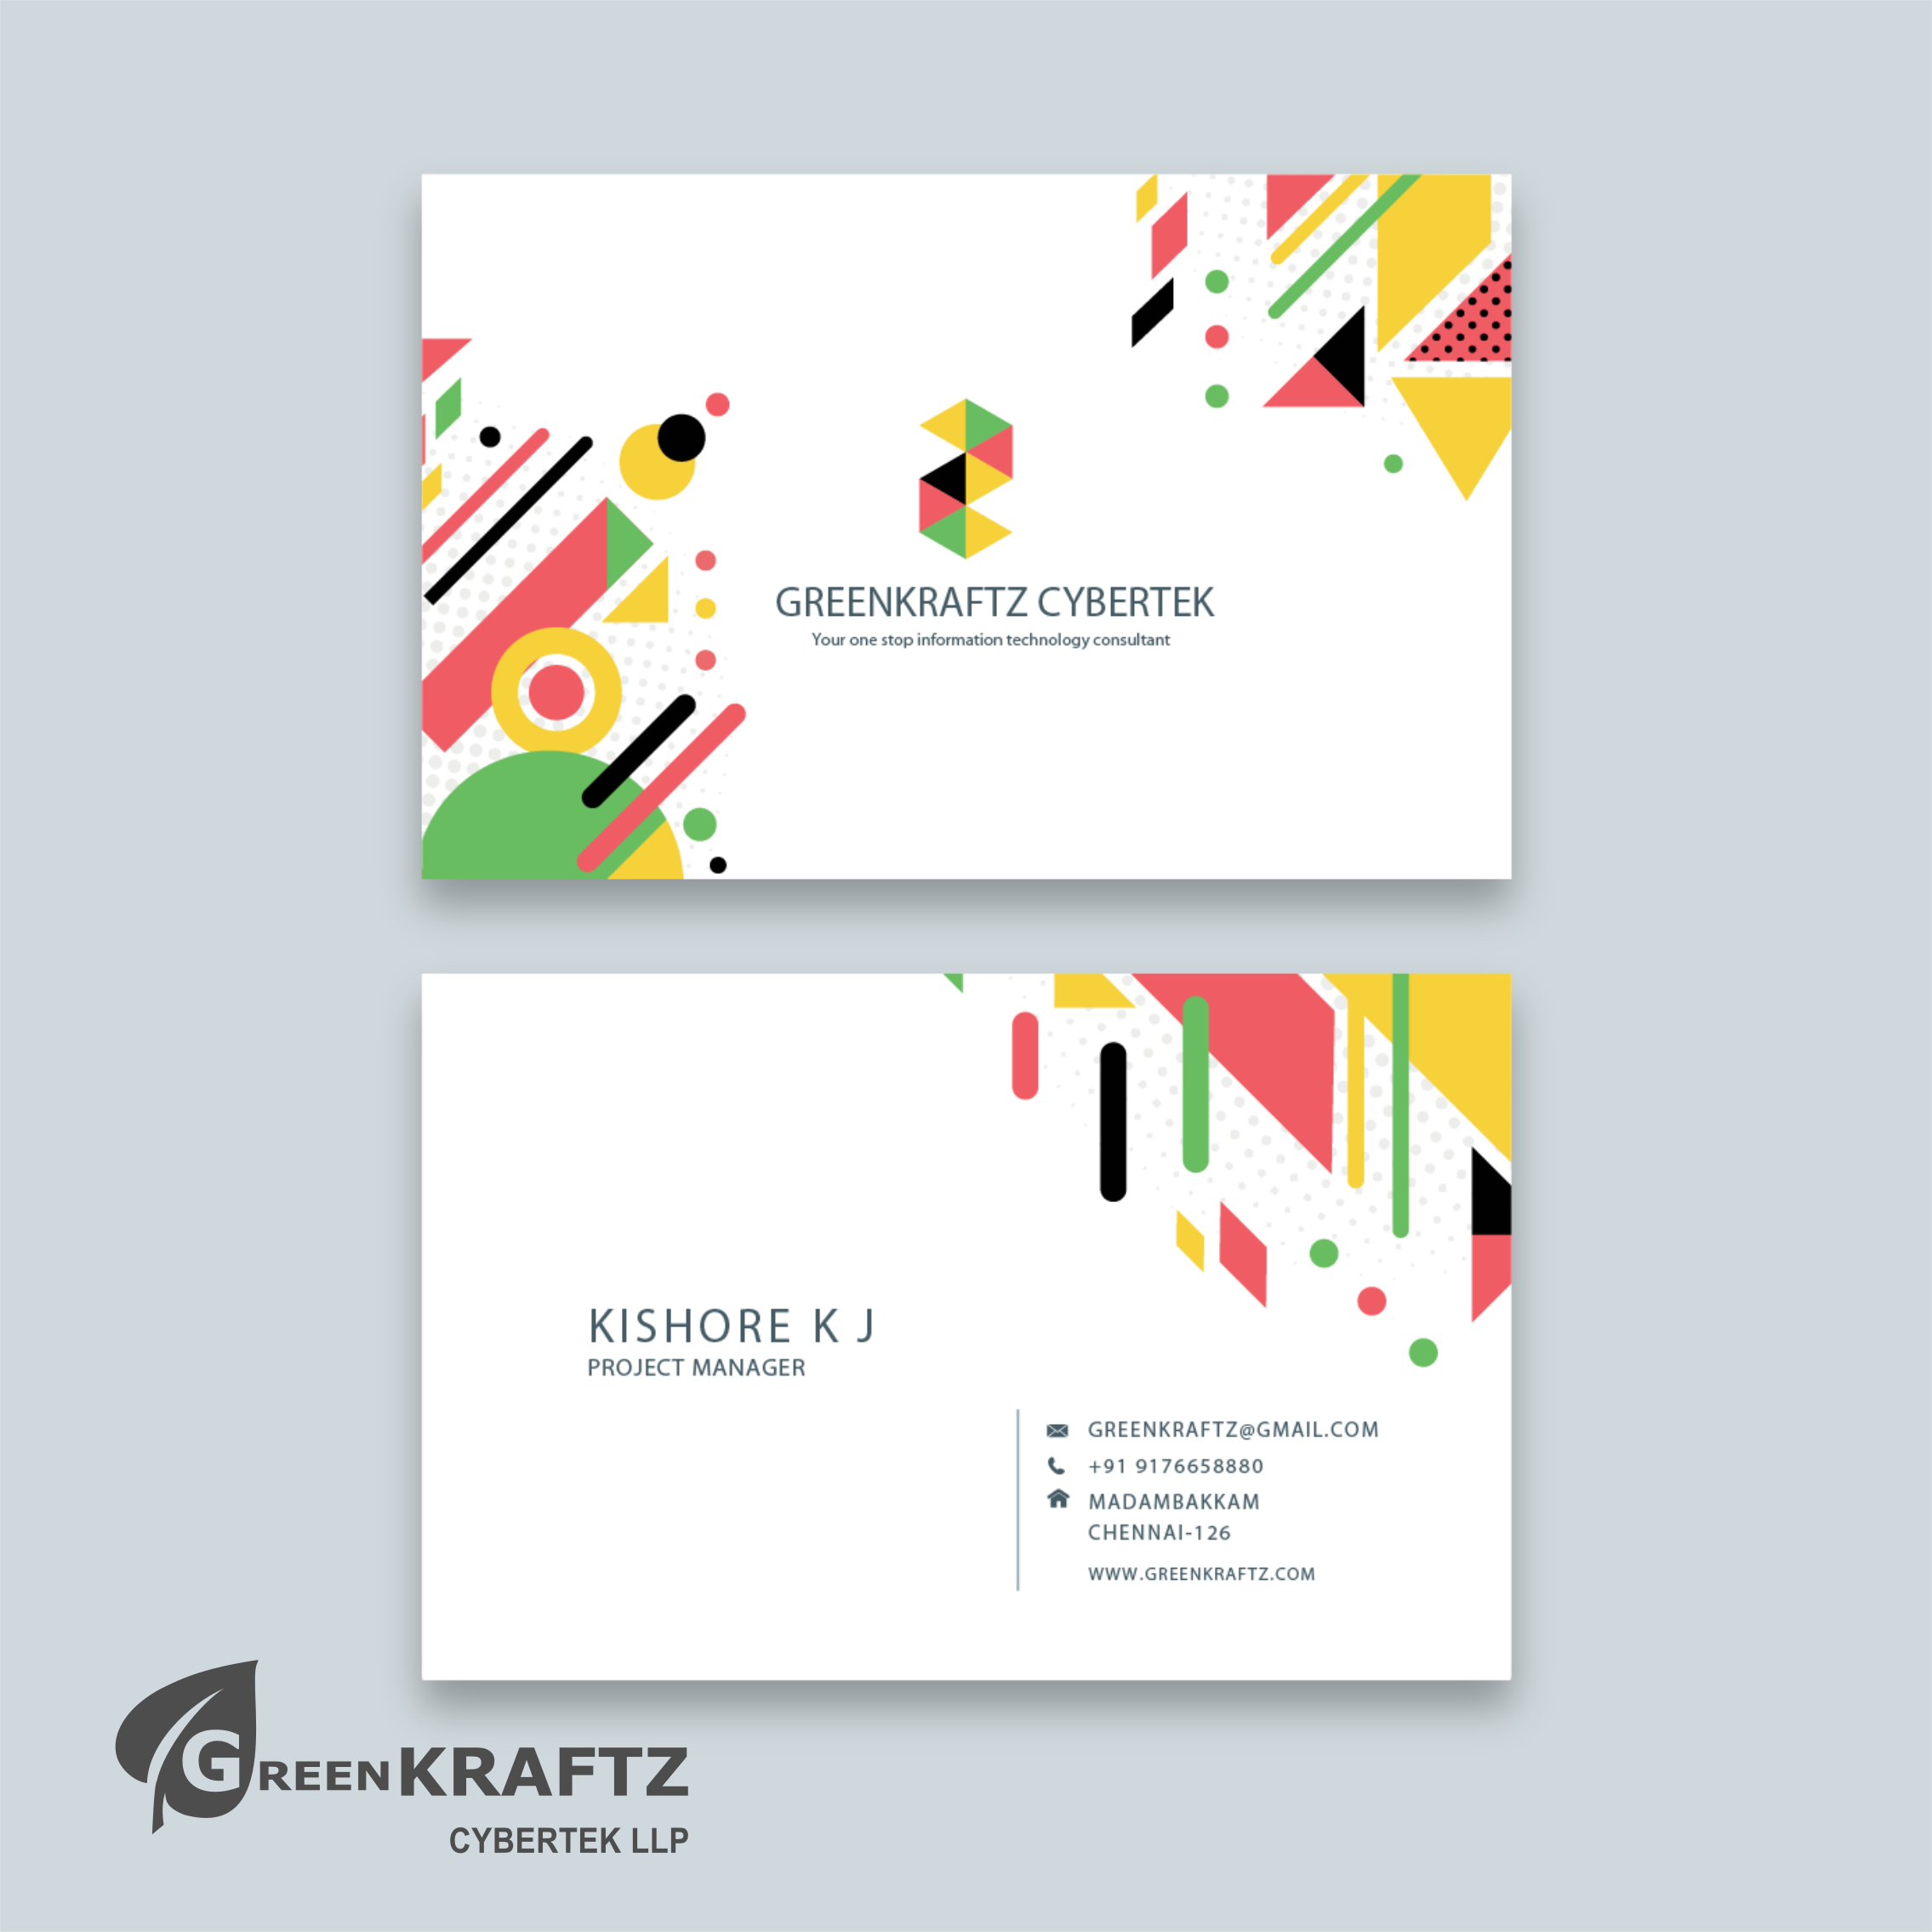 GREENKRAFTZ CYBERTEK
Your one stop information technology consultant
KISHORE K J
PROJECT MANAGER
GREENKRAFTZ@GMAIL.COM
+91 9176658880
MADAMBAKKAM
CHENNAI-126
WWW.GREENKRAFTZ.COM
GREENKRAFTZ
CYBERTEK LLP